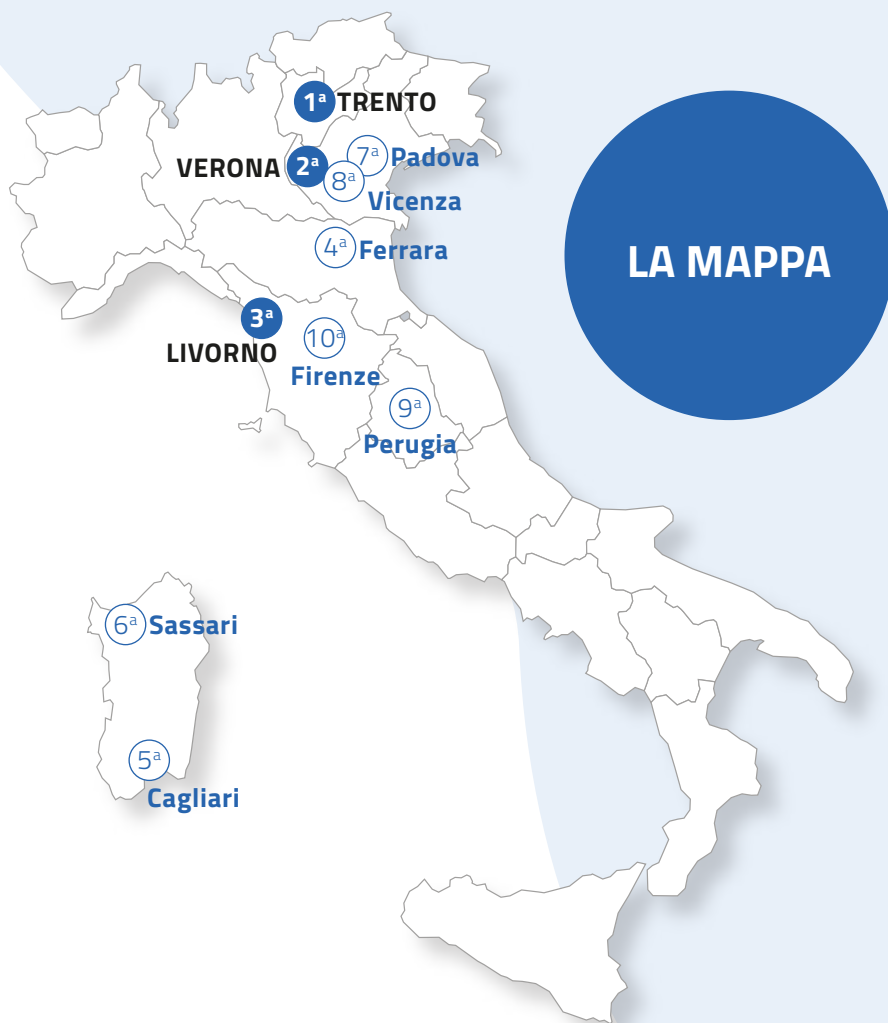 1ª TRENTO
VERONA 2ª
7ª Padova
8ª Vicenza
4ª Ferrara
LA MAPPA
3ª LIVORNO
10ª Firenze
9ª Perugia
6ª Sassari
5ª Cagliari